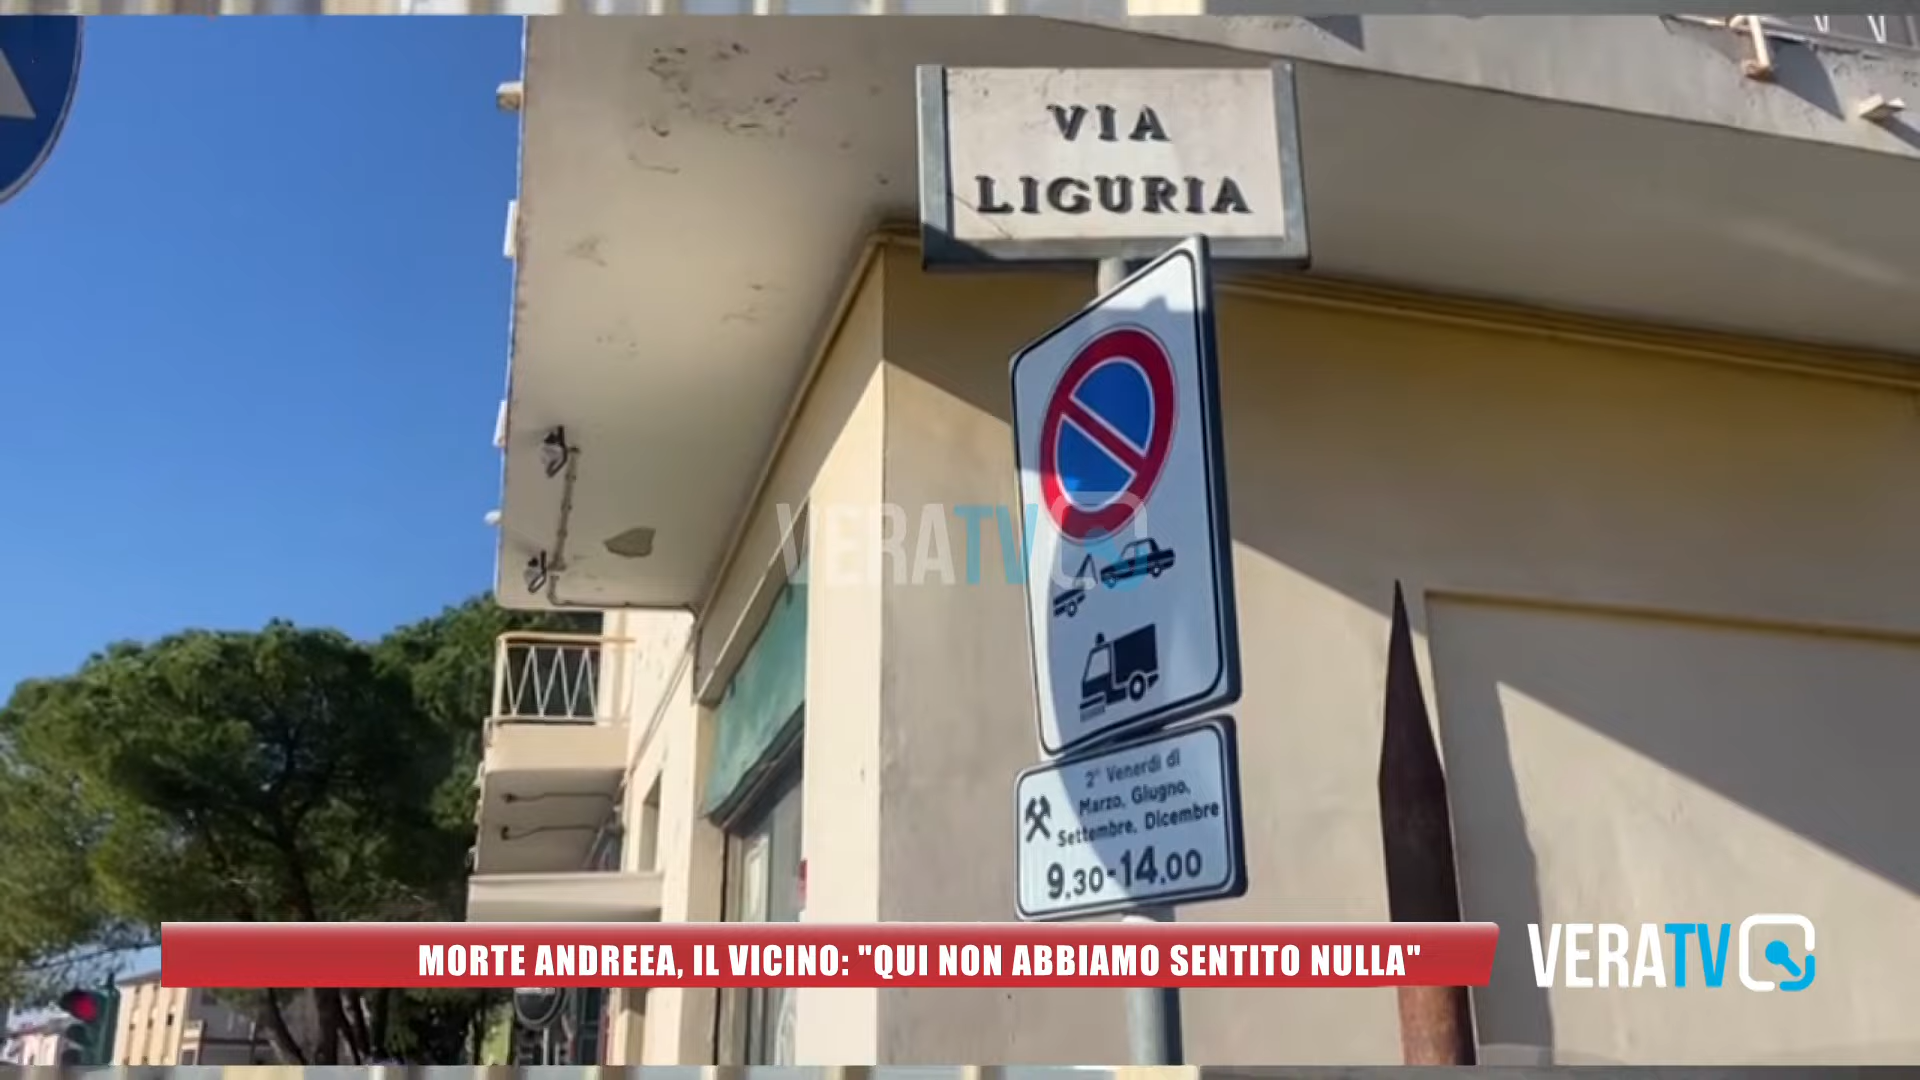 VIA
LIGURIA
VERATV
2° Venerdì di
Marzo, Giugno,
Settembre, Dicembre
9.30-14.00
MORTE ANDREEA, IL VICINO: "QUI NON ABBIAMO SENTITO NULLA"
VERATV